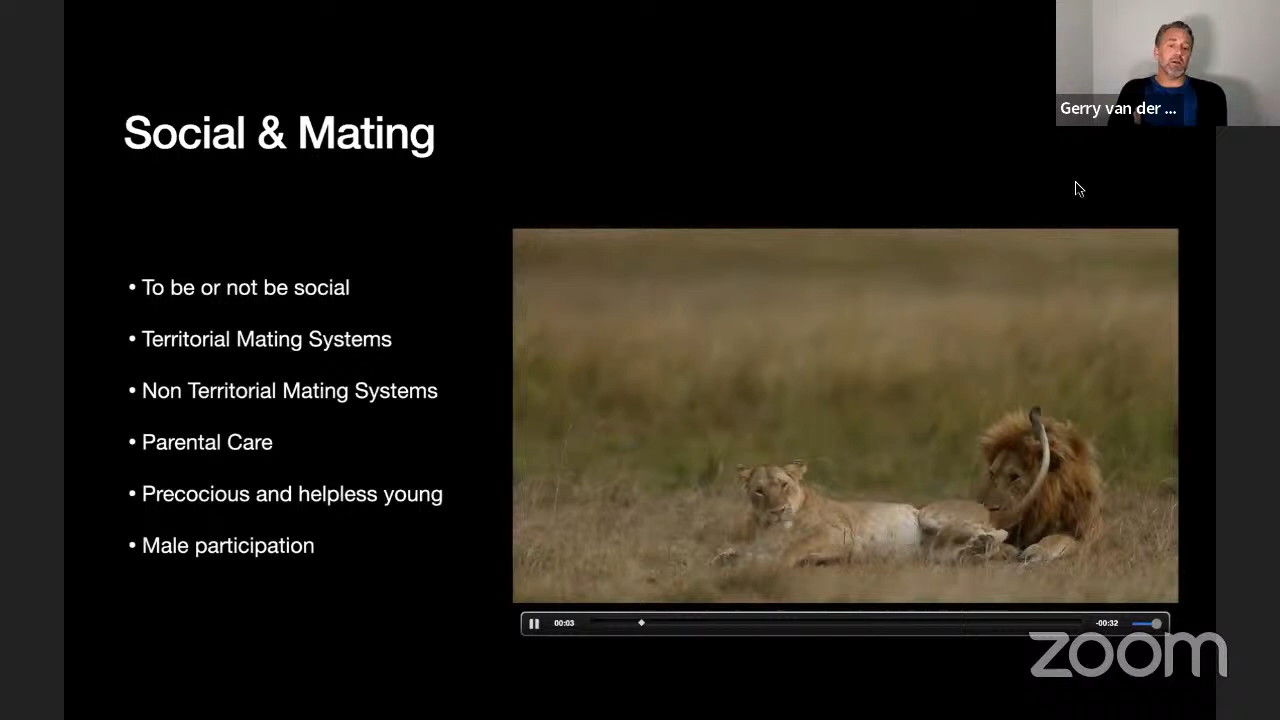 Gerry van der ...
Social & Mating
• To be or not be social
• Territorial Mating Systems
• Non Territorial Mating Systems
• Parental Care
• Precocious and helpless young
• Male participation
00:03
-00:32
zoom